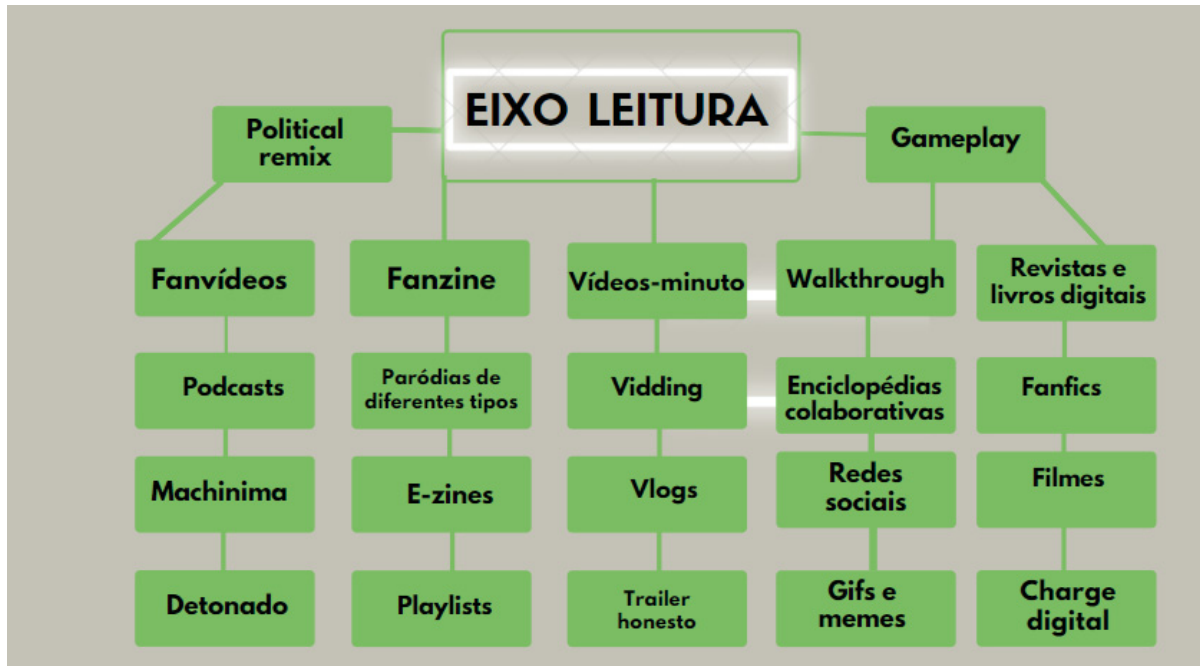 EIXO LEITURA
Political
remix
Gameplay
Fanvídeos
Fanzine
Vídeos-minuto
Walkthrough
Revistas e
livros digitais
Podcasts
Paródias de
diferentes tipos
Vidding
Enciclopédias
colaborativas
Fanfics
Machinima
E-zines
Vlogs
Redes
sociais
Filmes
Detonado
Playlists
Trailer
honesto
Gifs e
memes
Charge
digital